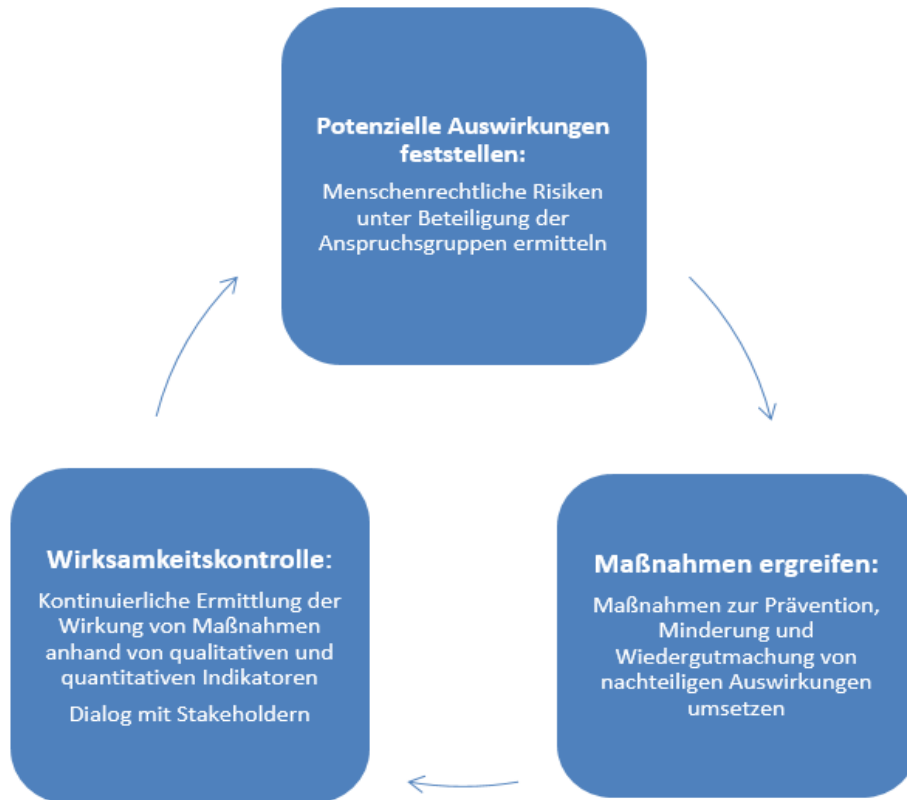 Potenzielle Auswirkungen
feststellen:
Menschenrechtliche Risiken
unter Beteiligung der
Anspruchsgruppen ermitteln
Wirksamkeitskontrolle:
Kontinuierliche Ermittlung der
Wirkung von Maßnahmen
anhand von qualitativen und
quantitativen Indikatoren
Dialog mit Stakeholdern
Maßnahmen ergreifen:
Maßnahmen zur Prävention,
Minderung und
Wiedergutmachung von
nachteiligen Auswirkungen
umsetzen